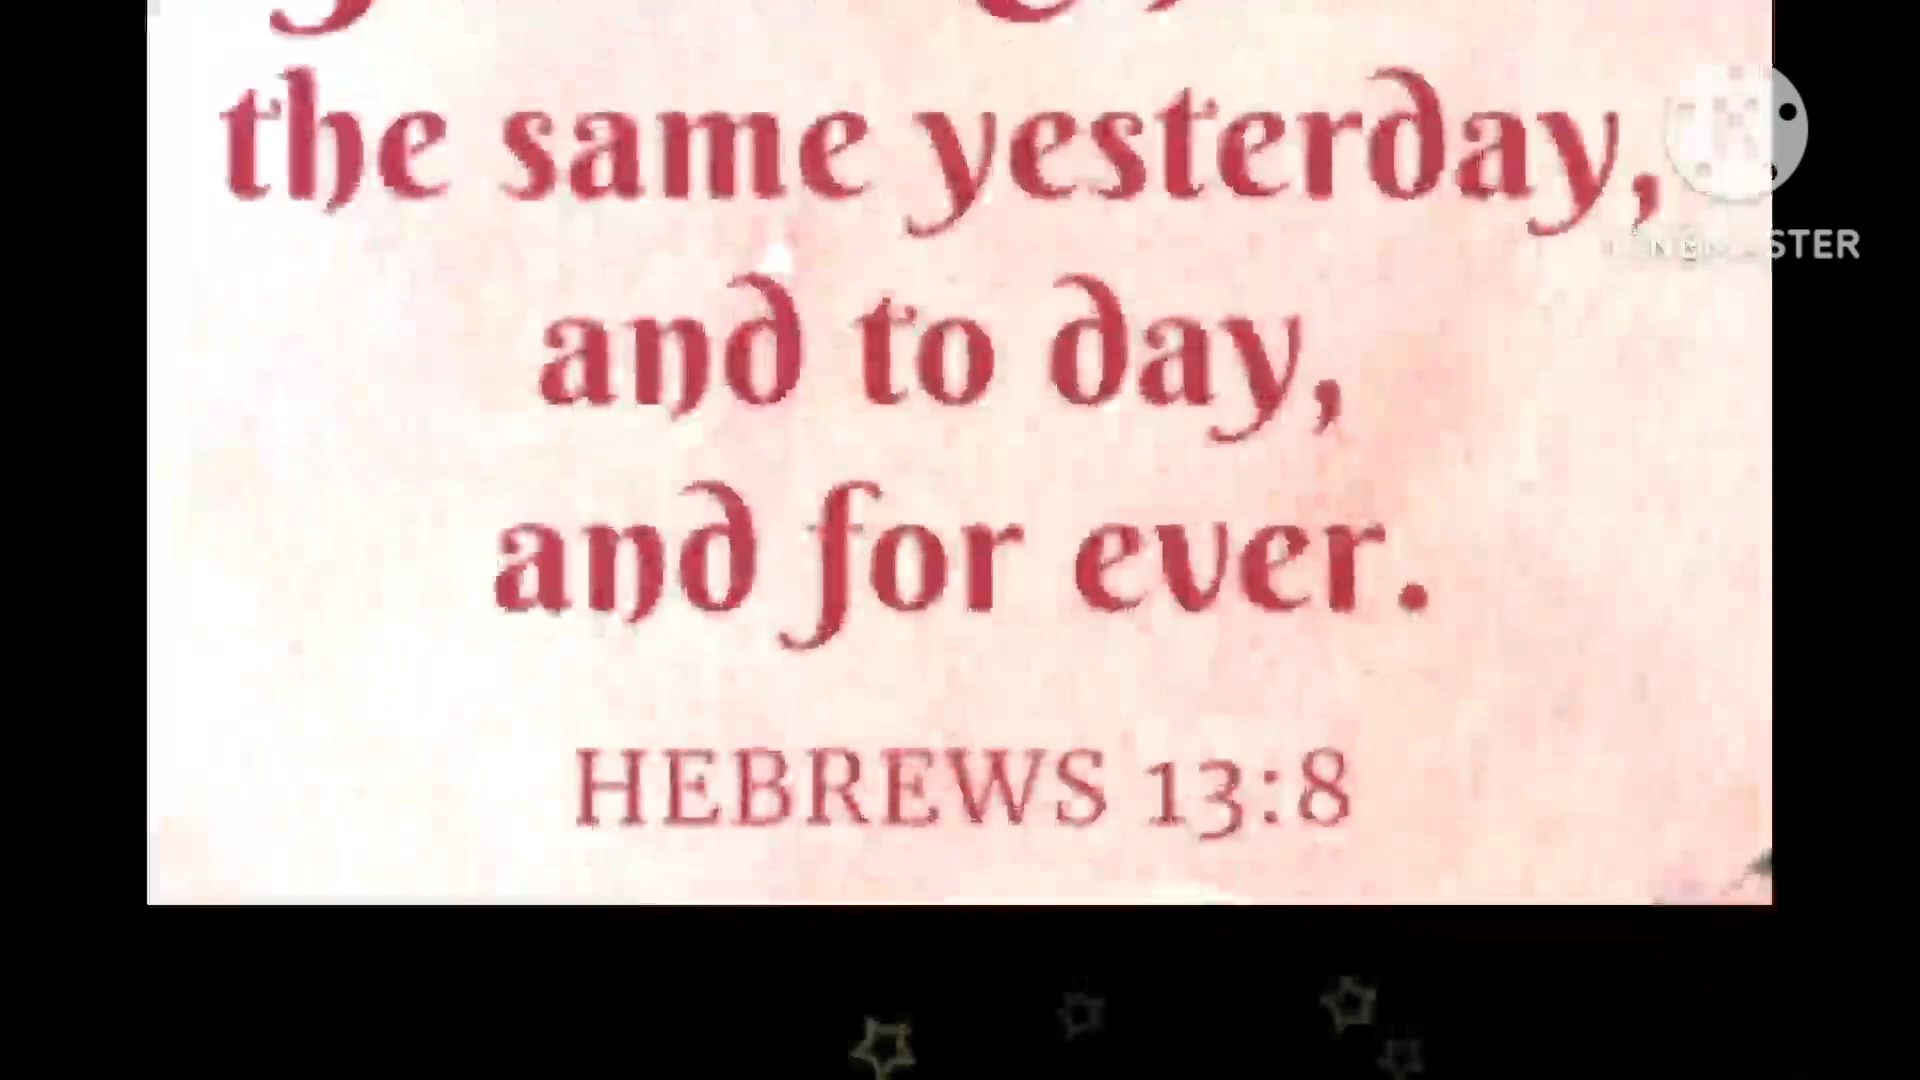 the same yesterday,
and to day,
and for ever.
HEBREWS 13:8